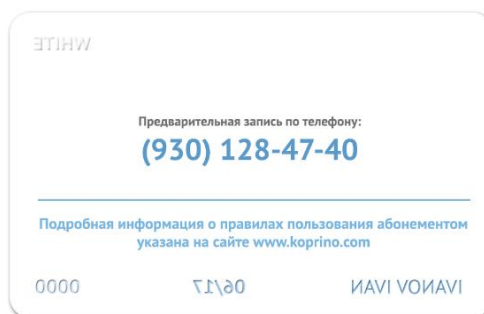 WHITE
Предварительная запись по телефону:
(930) 128-47-40
Подробная информация о правилах пользования абонементом
указана на сайте www.koprino.com
0000 06/17 IVANOV IVAN